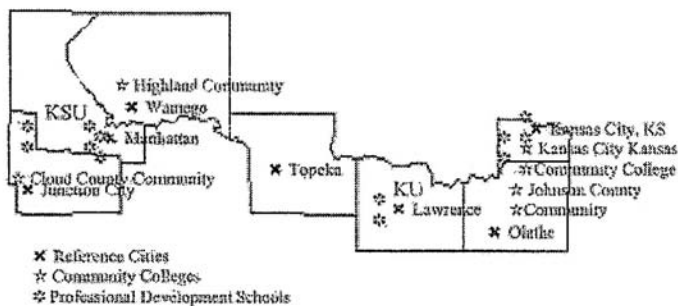 Highland Community
KSU
Wamego
Manhattan
Cloud County Community
Junction City
Topeka
KU
Lawrence
Kansas City, KS
Kansas City Kansas
Community College
Johnson County
Community
Olathe
Reference Cities
Community Colleges
Professional Development Schools